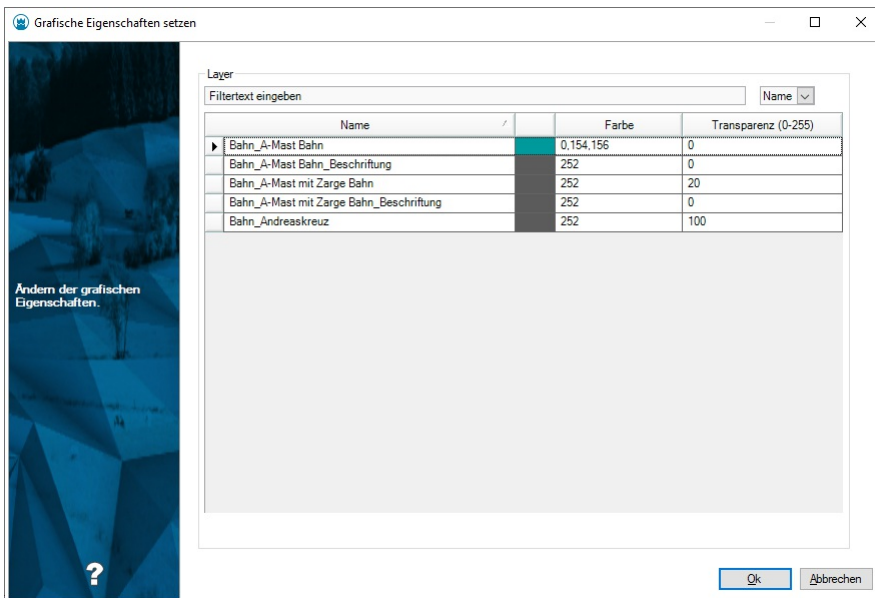 Grafische Eigenschaften setzen
Layer
Filtertext eingeben Name
Name Farbe Transparenz (0-255)
Bahn_A-Mast Bahn 0,154,156 0
Bahn_A-Mast Bahn_Beschriftung 252 0
Bahn_A-Mast mit Zarge Bahn 252 20
Bahn_A-Mast mit Zarge Bahn_Beschriftung 252 0
Bahn_Andreaskreuz 252 100
Ändern der grafischen
Eigenschaften.
?
Ok Abbrechen